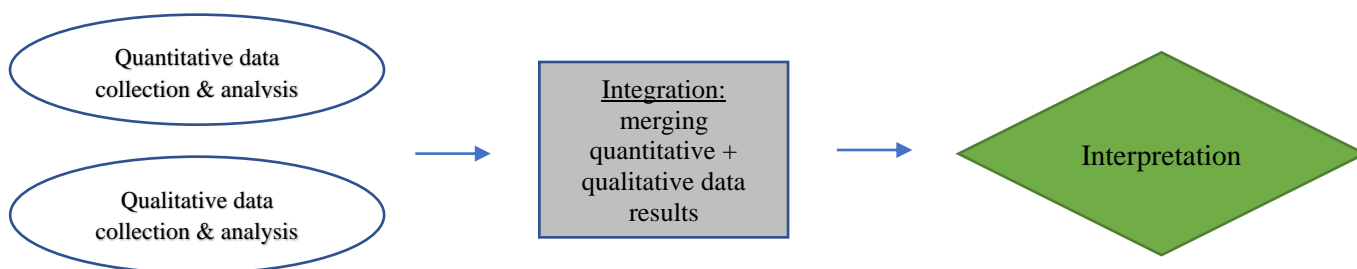 Quantitative data
collection & analysis
Qualitative data
collection & analysis
Integration:
merging
quantitative +
qualitative data
results
Interpretation